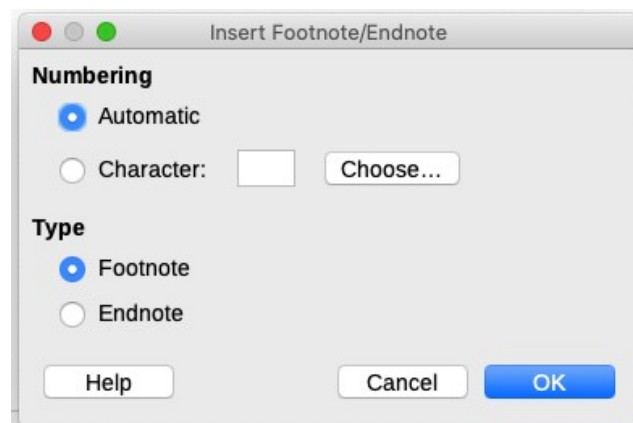 Insert Footnote/Endnote
Numbering
Automatic
Character: Choose...
Type
Footnote
Endnote
Help Cancel OK